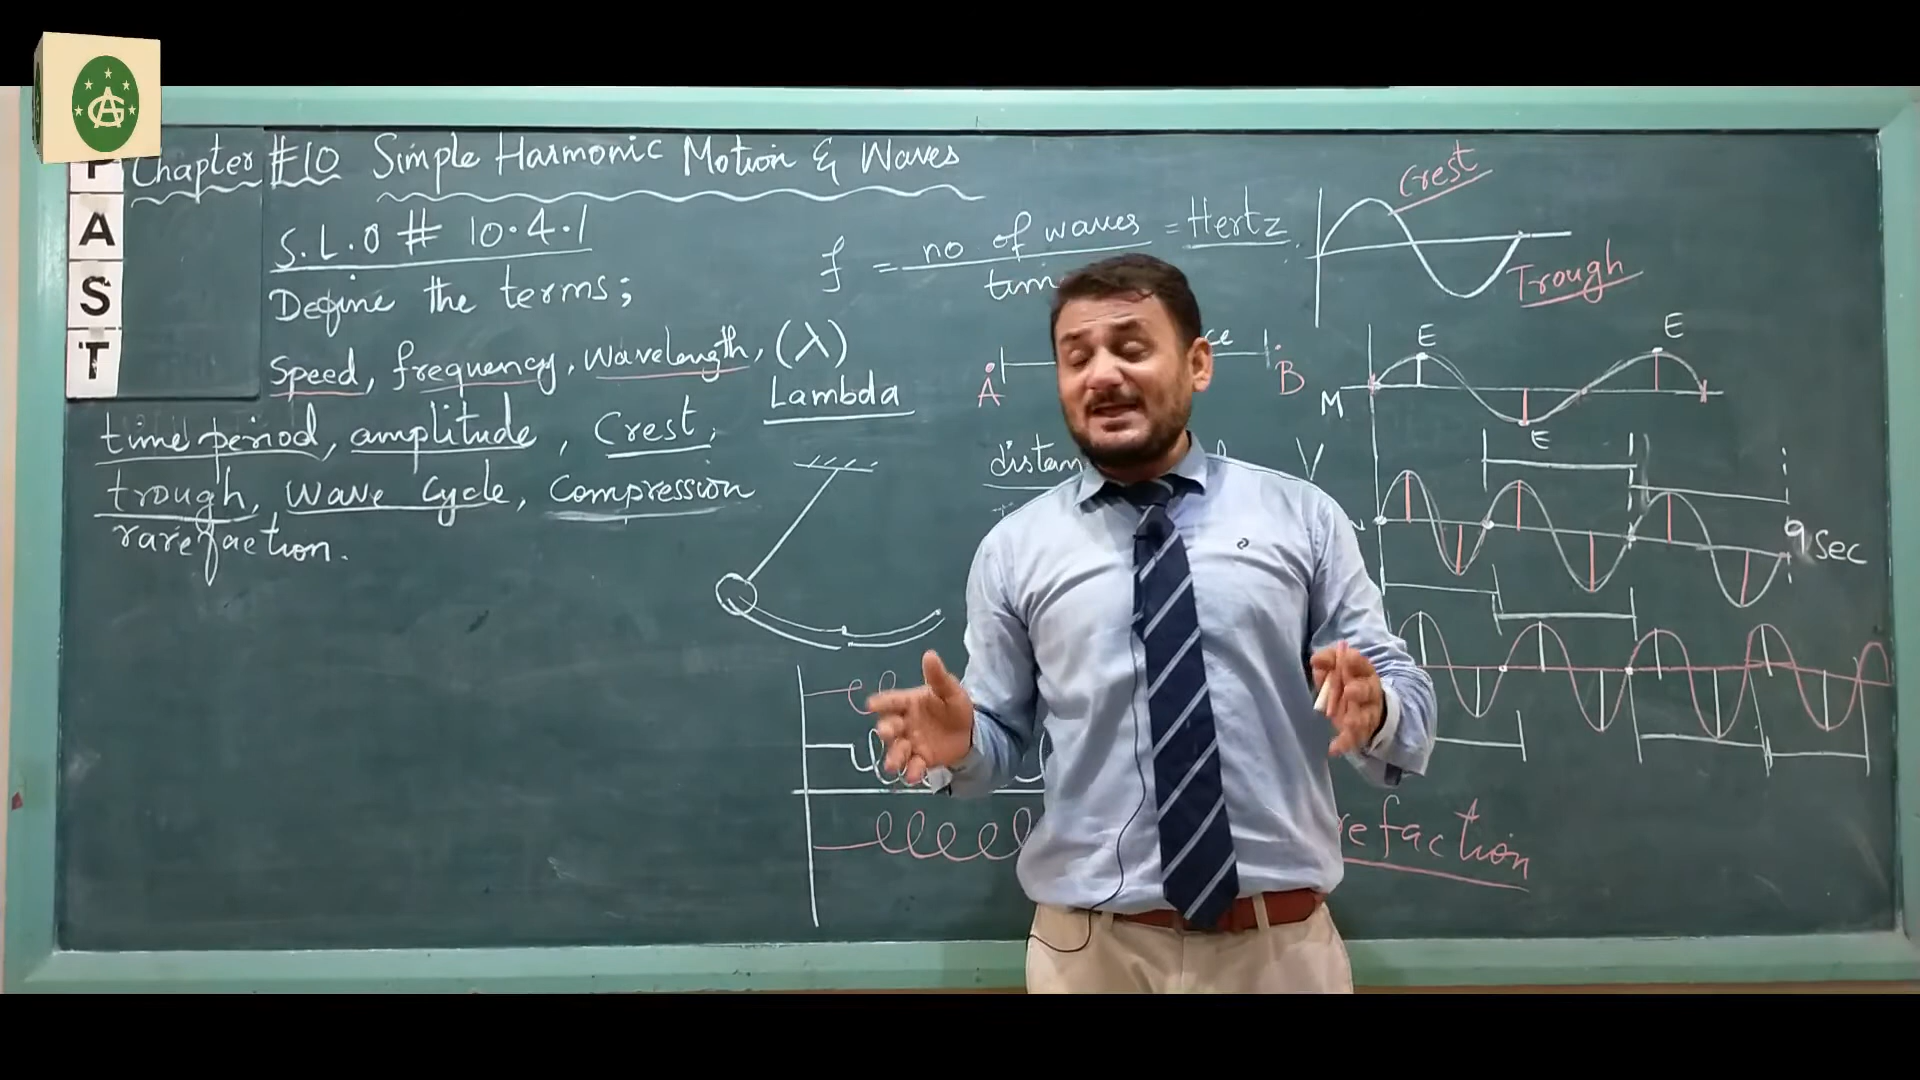 Chapter #10 Simple Harmonic Motion & Waves
P
A
S
T
S.L.O # 10.4.1
Define the terms;
Speed, frequency, wavelength, (λ)
Lambda
time period, amplitude, Crest,
trough, wave cycle, Compression
rarefaction.
f = no of waves = Hertz
A
B
Crest
Trough
E
E
M
E
9 Sec